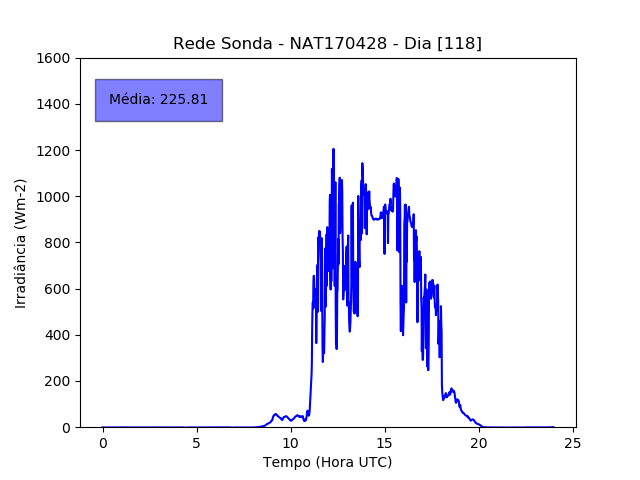 Rede Sonda - NAT170428 - Dia [118]
1600
1400
1200
1000
800
600
400
200
0
Irradiância (Wm-2)
Média: 225.81
0 5 10 15 20 25
Tempo (Hora UTC)